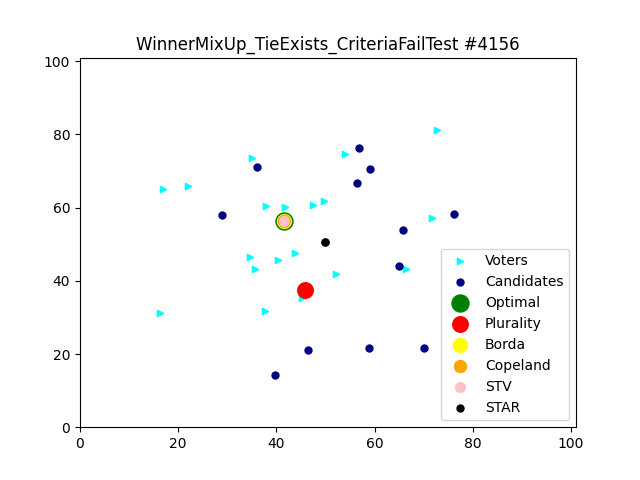 WinnerMixUp_TieExists_CriteriaFailTest #4156
100
80
60
40
20
0
0 20 40 60 80 100
Voters
Candidates
Optimal
Plurality
Borda
Copeland
STV
STAR